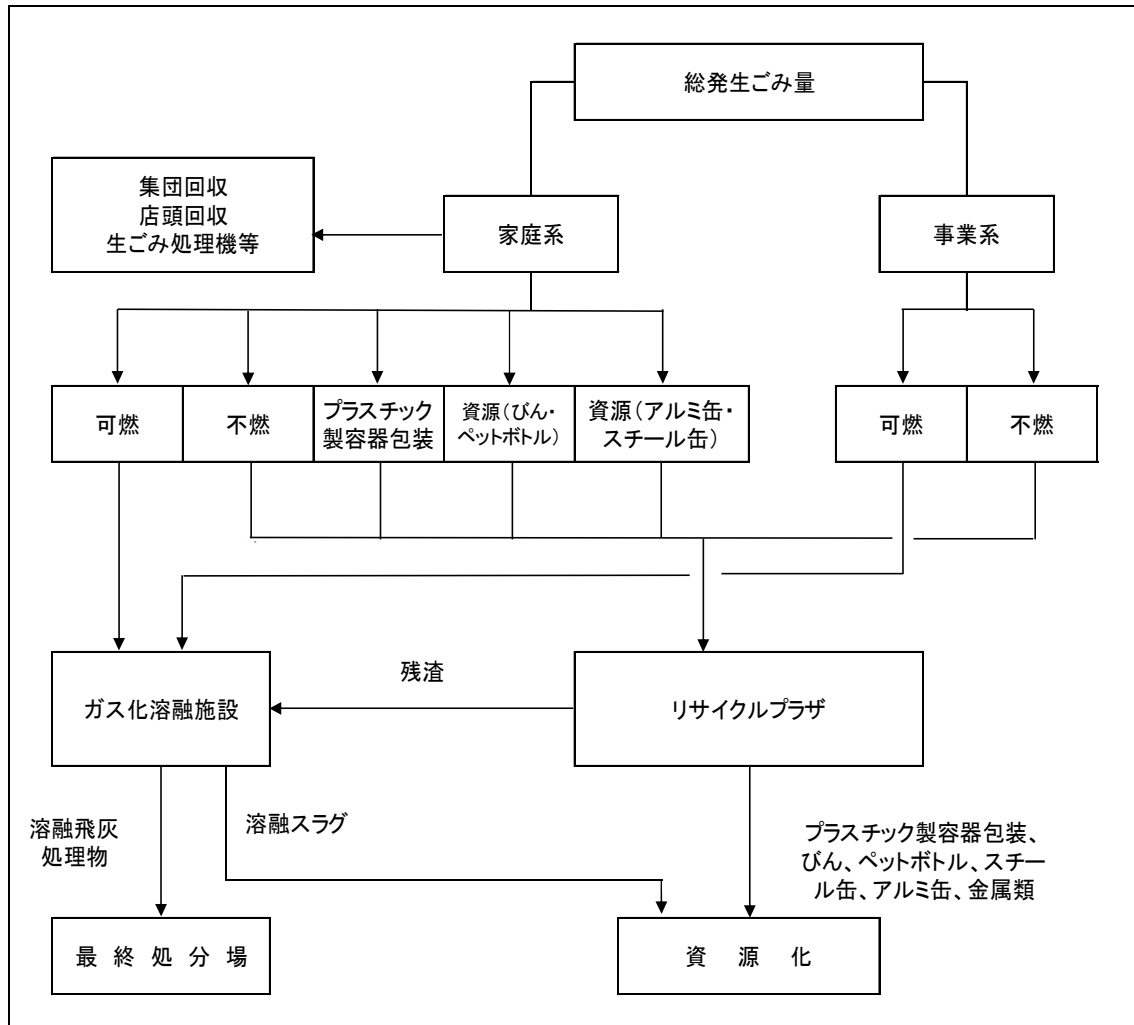 総発生ごみ量
集団回収
店頭回収
生ごみ処理機等
家庭系
事業系
可燃
不燃
プラスチック
製容器包装
資源(びん・
ペットボトル)
資源(アルミ缶・
スチール缶)
可燃
不燃
残渣
ガス化溶融施設
リサイクルプラザ
溶融飛灰
処理物
溶融スラグ
プラスチック製容器包装、
びん、ペットボトル、スチー
ル缶、アルミ缶、金属類
最 終 処 分 場
資 源 化